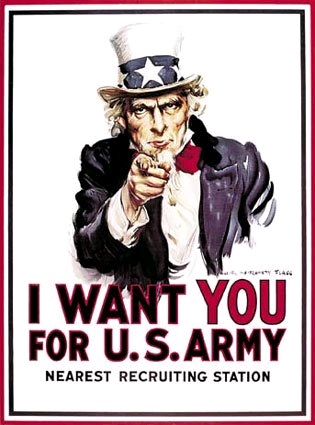 I WANT YOU
FOR U.S. ARMY
NEAREST RECRUITING STATION